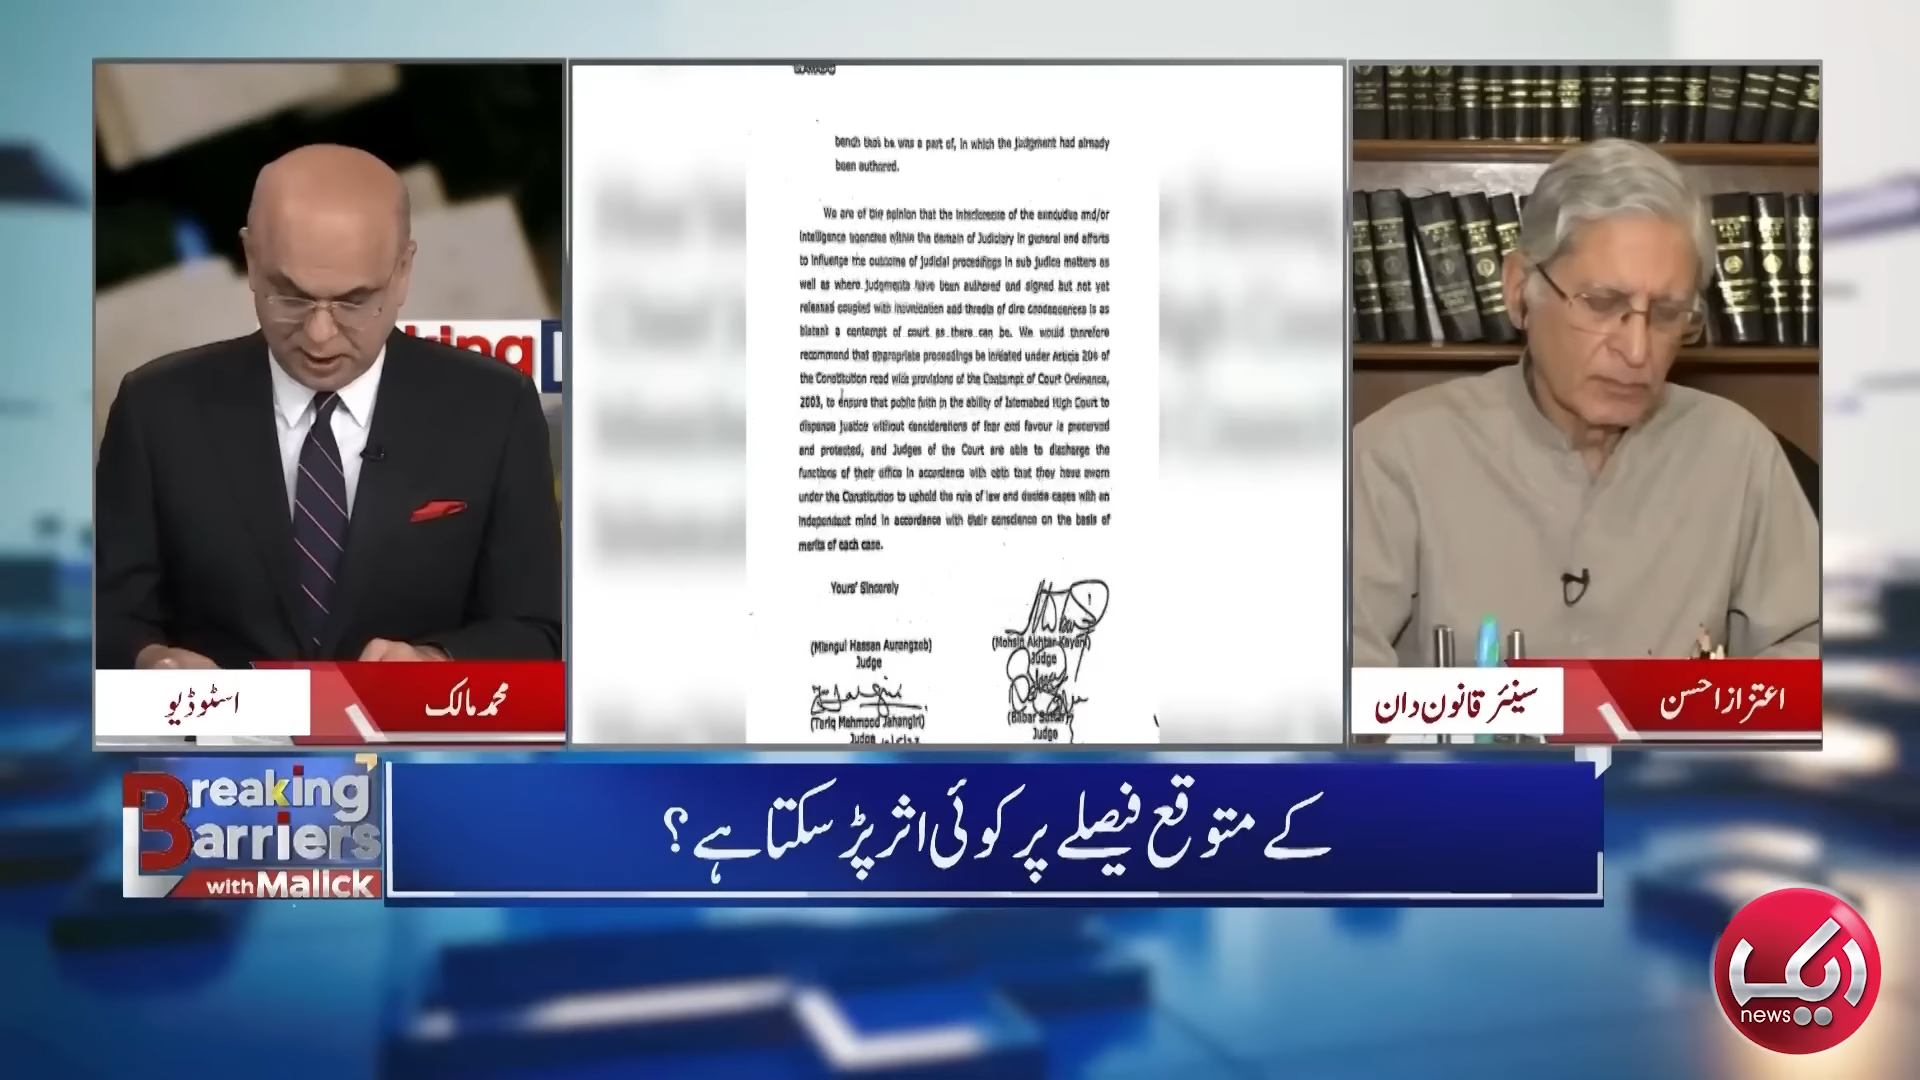 bench that he was a part of, in which the judgment had already
been authored.
We are of the opinion that the interference of the executive and/or
intelligence agencies within the domain of Judiciary in general and efforts
to influence the outcome of judicial proceedings in sub judice matters as
well as where judgments have been authored and signed but not yet
released coupled with intimidation and threats of dire consequences is as
blatant a contempt of court as there can be. We would therefore
recommend that appropriate proceedings be initiated under Article 204 of
the Constitution read with provisions of the Contempt of Court Ordinance,
2003, to ensure that public faith in the ability of Islamabad High Court to
dispense justice without considerations of fear and favour is preserved
and protected, and Judges of the Court are able to discharge the
functions of their office in accordance with oath that they have sworn
under the Constitution to uphold the rule of law and decide cases with an
independent mind in accordance with their conscience on the basis of
merits of each case.
Yours' Sincerely
(Miangul Hassan Aurangzeb)
Judge
(Mohsin Akhtar Kayani)
Judge
(Tariq Mehmood Jahangiri)
Judge
(Babar Sattar)
Judge
king
محمد مالک
اسٹوڈیو
اعتزاز احسن
سینئر قانون دان
Breaking
Barriers
with Malick
کے متوقع فیصلے پر کوئی اثر پڑ سکتا ہے؟
ایک
news